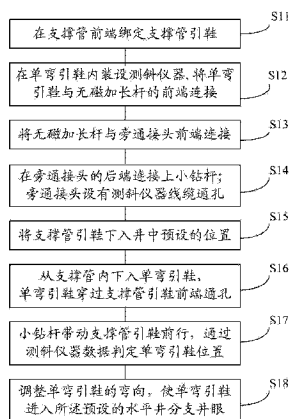 S11
在支撑管前端绑定支撑管引鞋
S12
在单弯引鞋内装设测斜仪器、将单弯
引鞋与无磁加长杆的前端连接
S13
将无磁加长杆与旁通接头前端连接
S14
在旁通接头的后端连接上小钻杆；
旁通接头设有测斜仪器线缆通孔
S15
将支撑管引鞋下入井中预设的位置
S16
从支撑管内下入单弯引鞋、
单弯引鞋穿过支撑管引鞋前端通孔
S17
小钻杆带动支撑管引鞋前行，通过
测斜仪器数据判定单弯引鞋位置
S18
调整单弯引鞋的弯向，使单弯引鞋
进入所述预设的水平井分支井眼